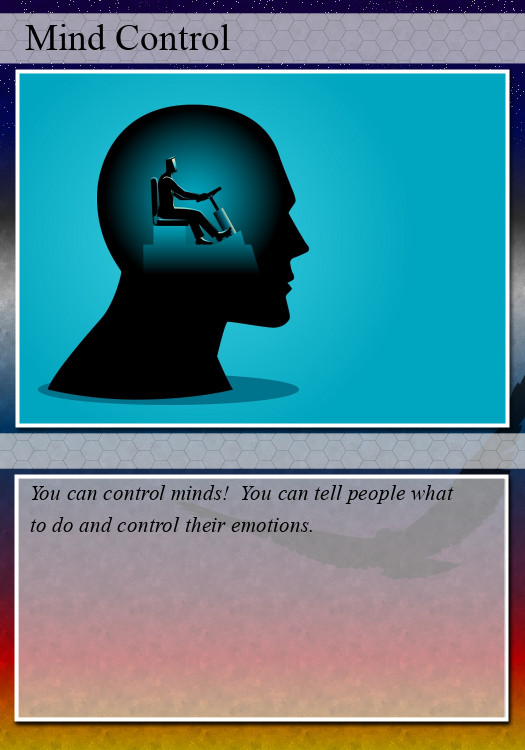 Mind Control
You can control minds!  You can tell people what
to do and control their emotions.